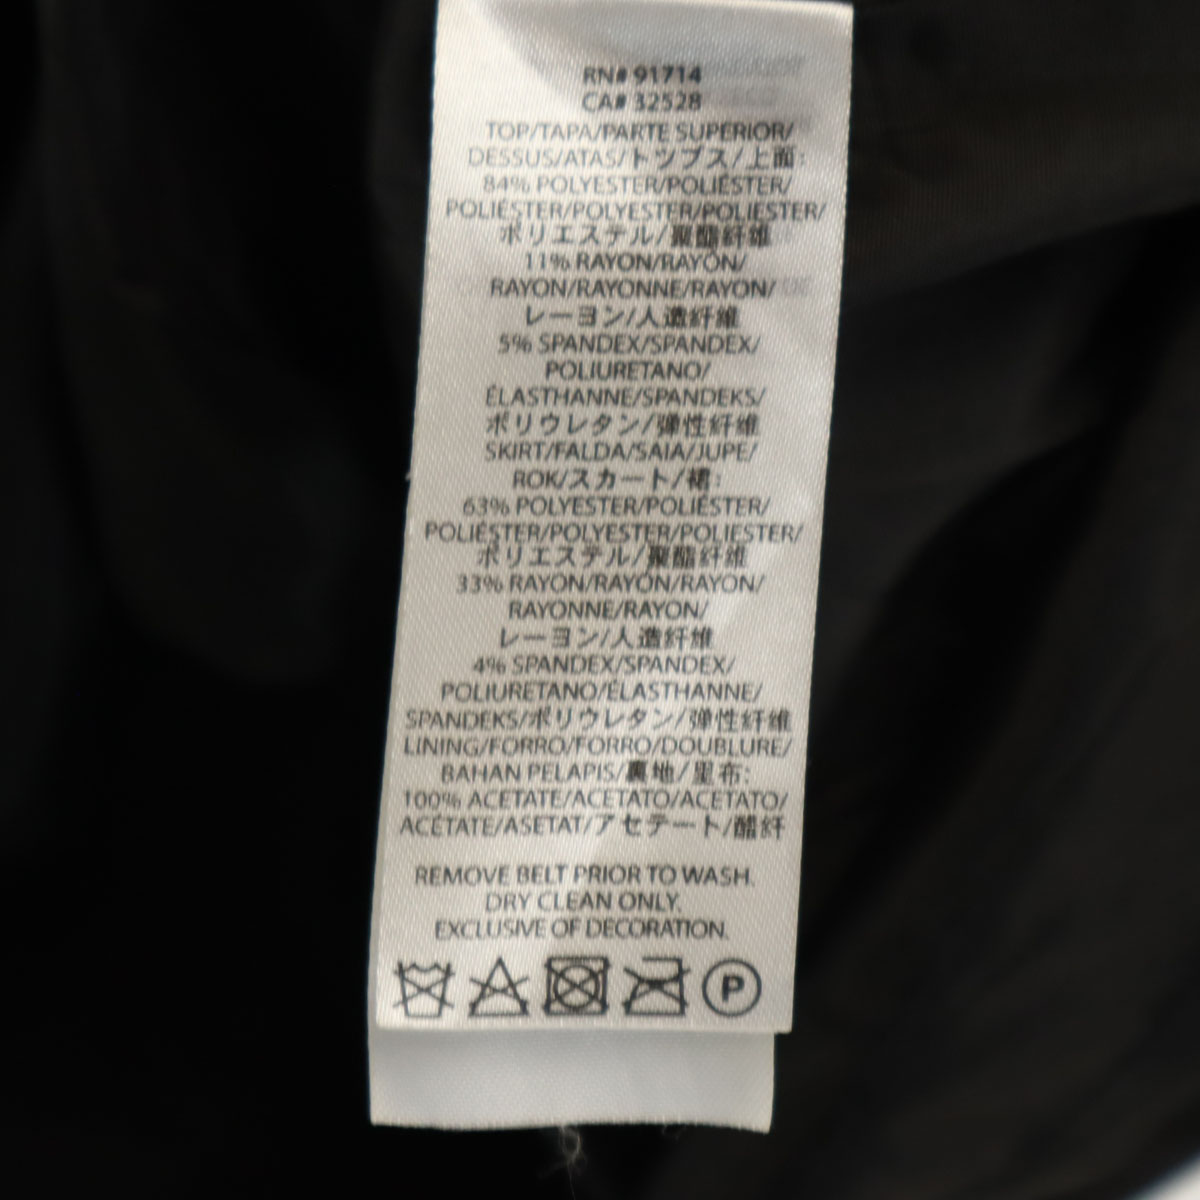 RN# 91714
CA# 32528
TOP/TAPA/PARTE SUPERIOR/
DESSUS/ATAS/トップス/上面:
84% POLYESTER/POLIÉSTER/
POLIÉSTER/POLYESTER/POLIESTER/
ポリエステル/聚酯纤维
11% RAYON/RAYÓN/
RAYON/RAYONNE/RAYON/
レーヨン/人造纤维
5% SPANDEX/SPANDEX/
POLIURETANO/
ÉLASTHANNE/SPANDEKS/
ポリウレタン/弹性纤维
SKIRT/FALDA/SAIA/JUPE/
ROK/スカート/裙:
63% POLYESTER/POLIÉSTER/
POLIÉSTER/POLYESTER/POLIESTER/
ポリエステル/聚酯纤维
33% RAYON/RAYÓN/RAYON/
RAYONNE/RAYON/
レーヨン/人造纤维
4% SPANDEX/SPANDEX/
POLIURETANO/ÉLASTHANNE/
SPANDEKS/ポリウレタン/弹性纤维
LINING/FORRO/FORRO/DOUBLURE/
BAHAN PELAPIS/裏地/里布:
100% ACETATE/ACETATO/ACETATO/
ACÉTATE/ASETAT/アセテート/醋纤
REMOVE BELT PRIOR TO WASH.
DRY CLEAN ONLY.
EXCLUSIVE OF DECORATION.
P